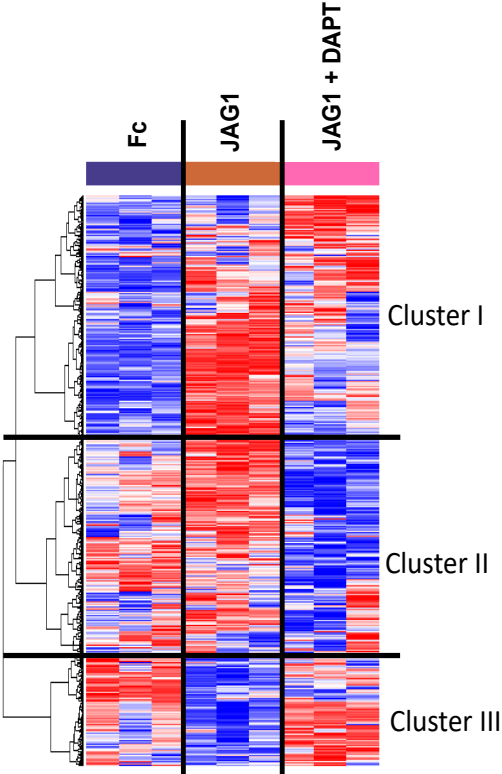 Fc
JAG1
JAG1 + DAPT
Cluster I
Cluster II
Cluster III